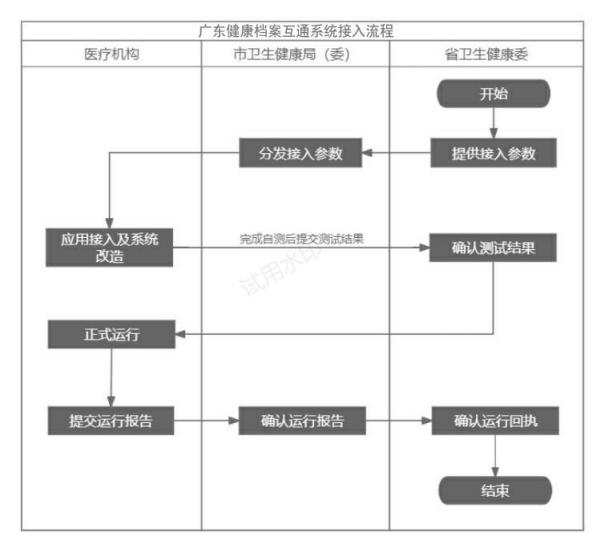 广东健康档案互通系统接入流程
医疗机构
市卫生健康局（委）
省卫生健康委
开始
分发接入参数
提供接入参数
应用接入及系统
改造
完成自测后提交测试结果
确认测试结果
试用水印
正式运行
提交运行报告
确认运行报告
确认运行回执
结束